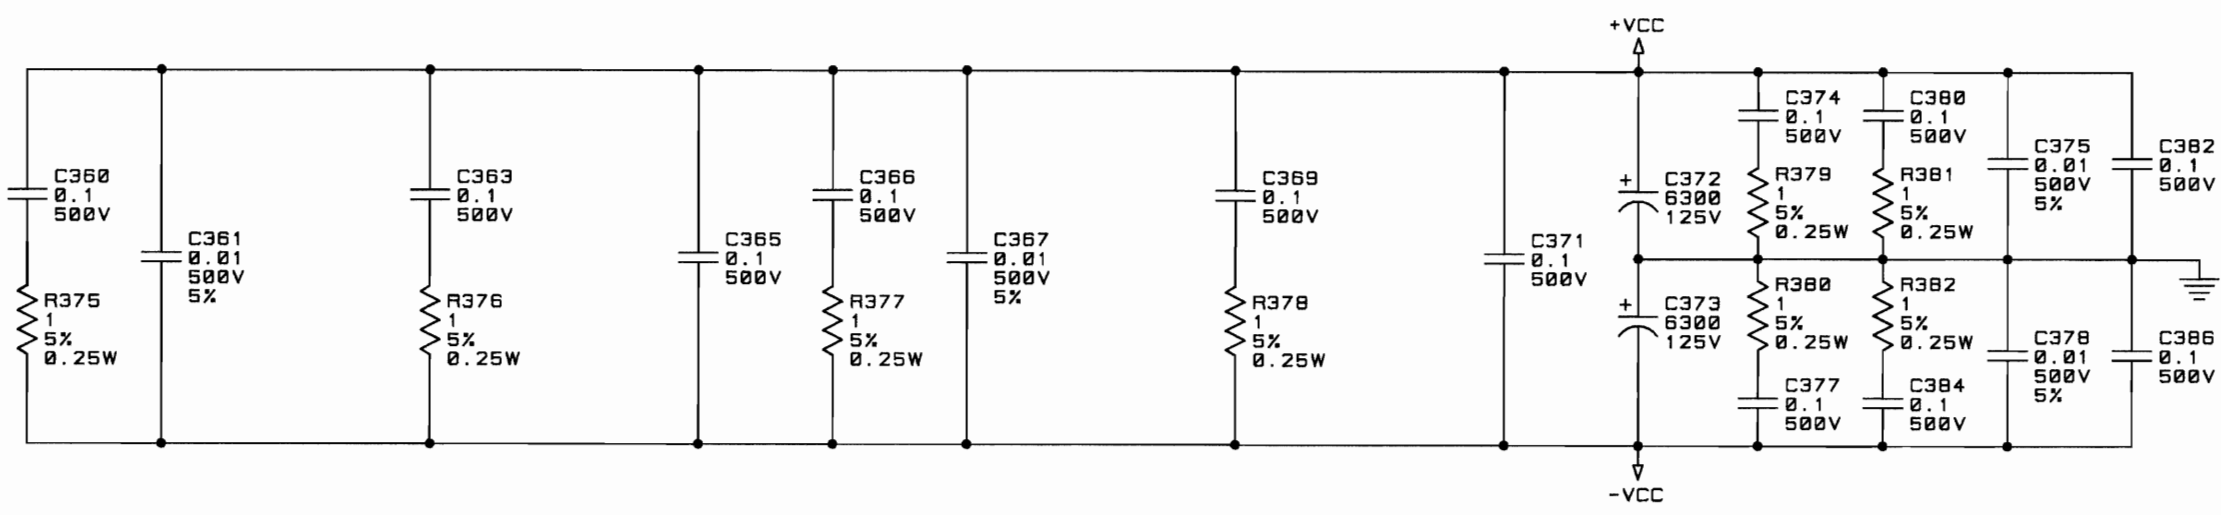 +VCC
C374
0.1
500V
C380
0.1
500V
C375
0.01
500V
5%
C382
0.1
500V
C360
0.1
500V
C363
0.1
500V
C366
0.1
500V
C369
0.1
500V
+
C372
6300
125V
R379
1
5%
0.25W
R381
1
5%
0.25W
C361
0.01
500V
5%
C365
0.1
500V
C367
0.01
500V
5%
C371
0.1
500V
R375
1
5%
0.25W
R376
1
5%
0.25W
R377
1
5%
0.25W
R378
1
5%
0.25W
+
C373
6300
125V
R380
1
5%
0.25W
R382
1
5%
0.25W
C378
0.01
500V
5%
C386
0.1
500V
C377
0.1
500V
C384
0.1
500V
-VCC